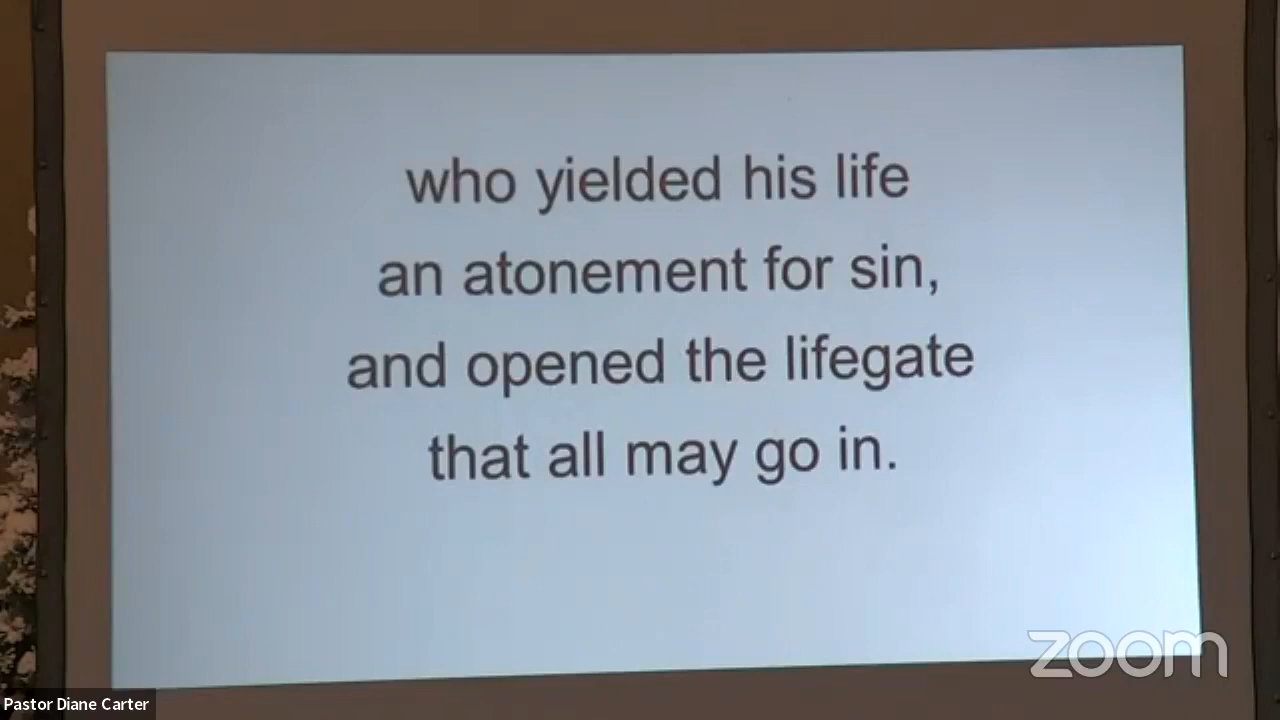 who yielded his life
an atonement for sin,
and opened the lifegate
that all may go in.
zoom
Pastor Diane Carter